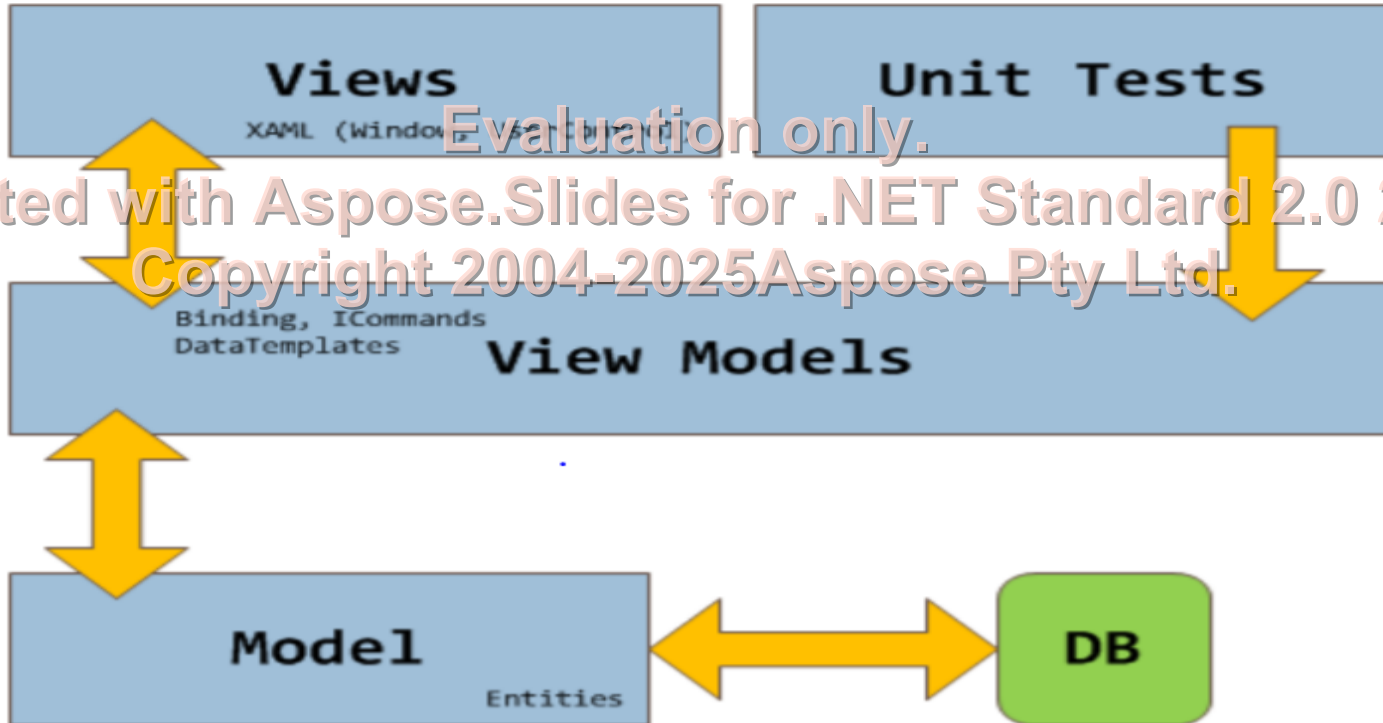 Views
XAML (Window, UserControl)
Unit Tests
Evaluation only.
ted with Aspose.Slides for .NET Standard 2.0
Copyright 2004-2025Aspose Pty Ltd.
Binding, ICommands
DataTemplates
View Models
Model
Entities
DB